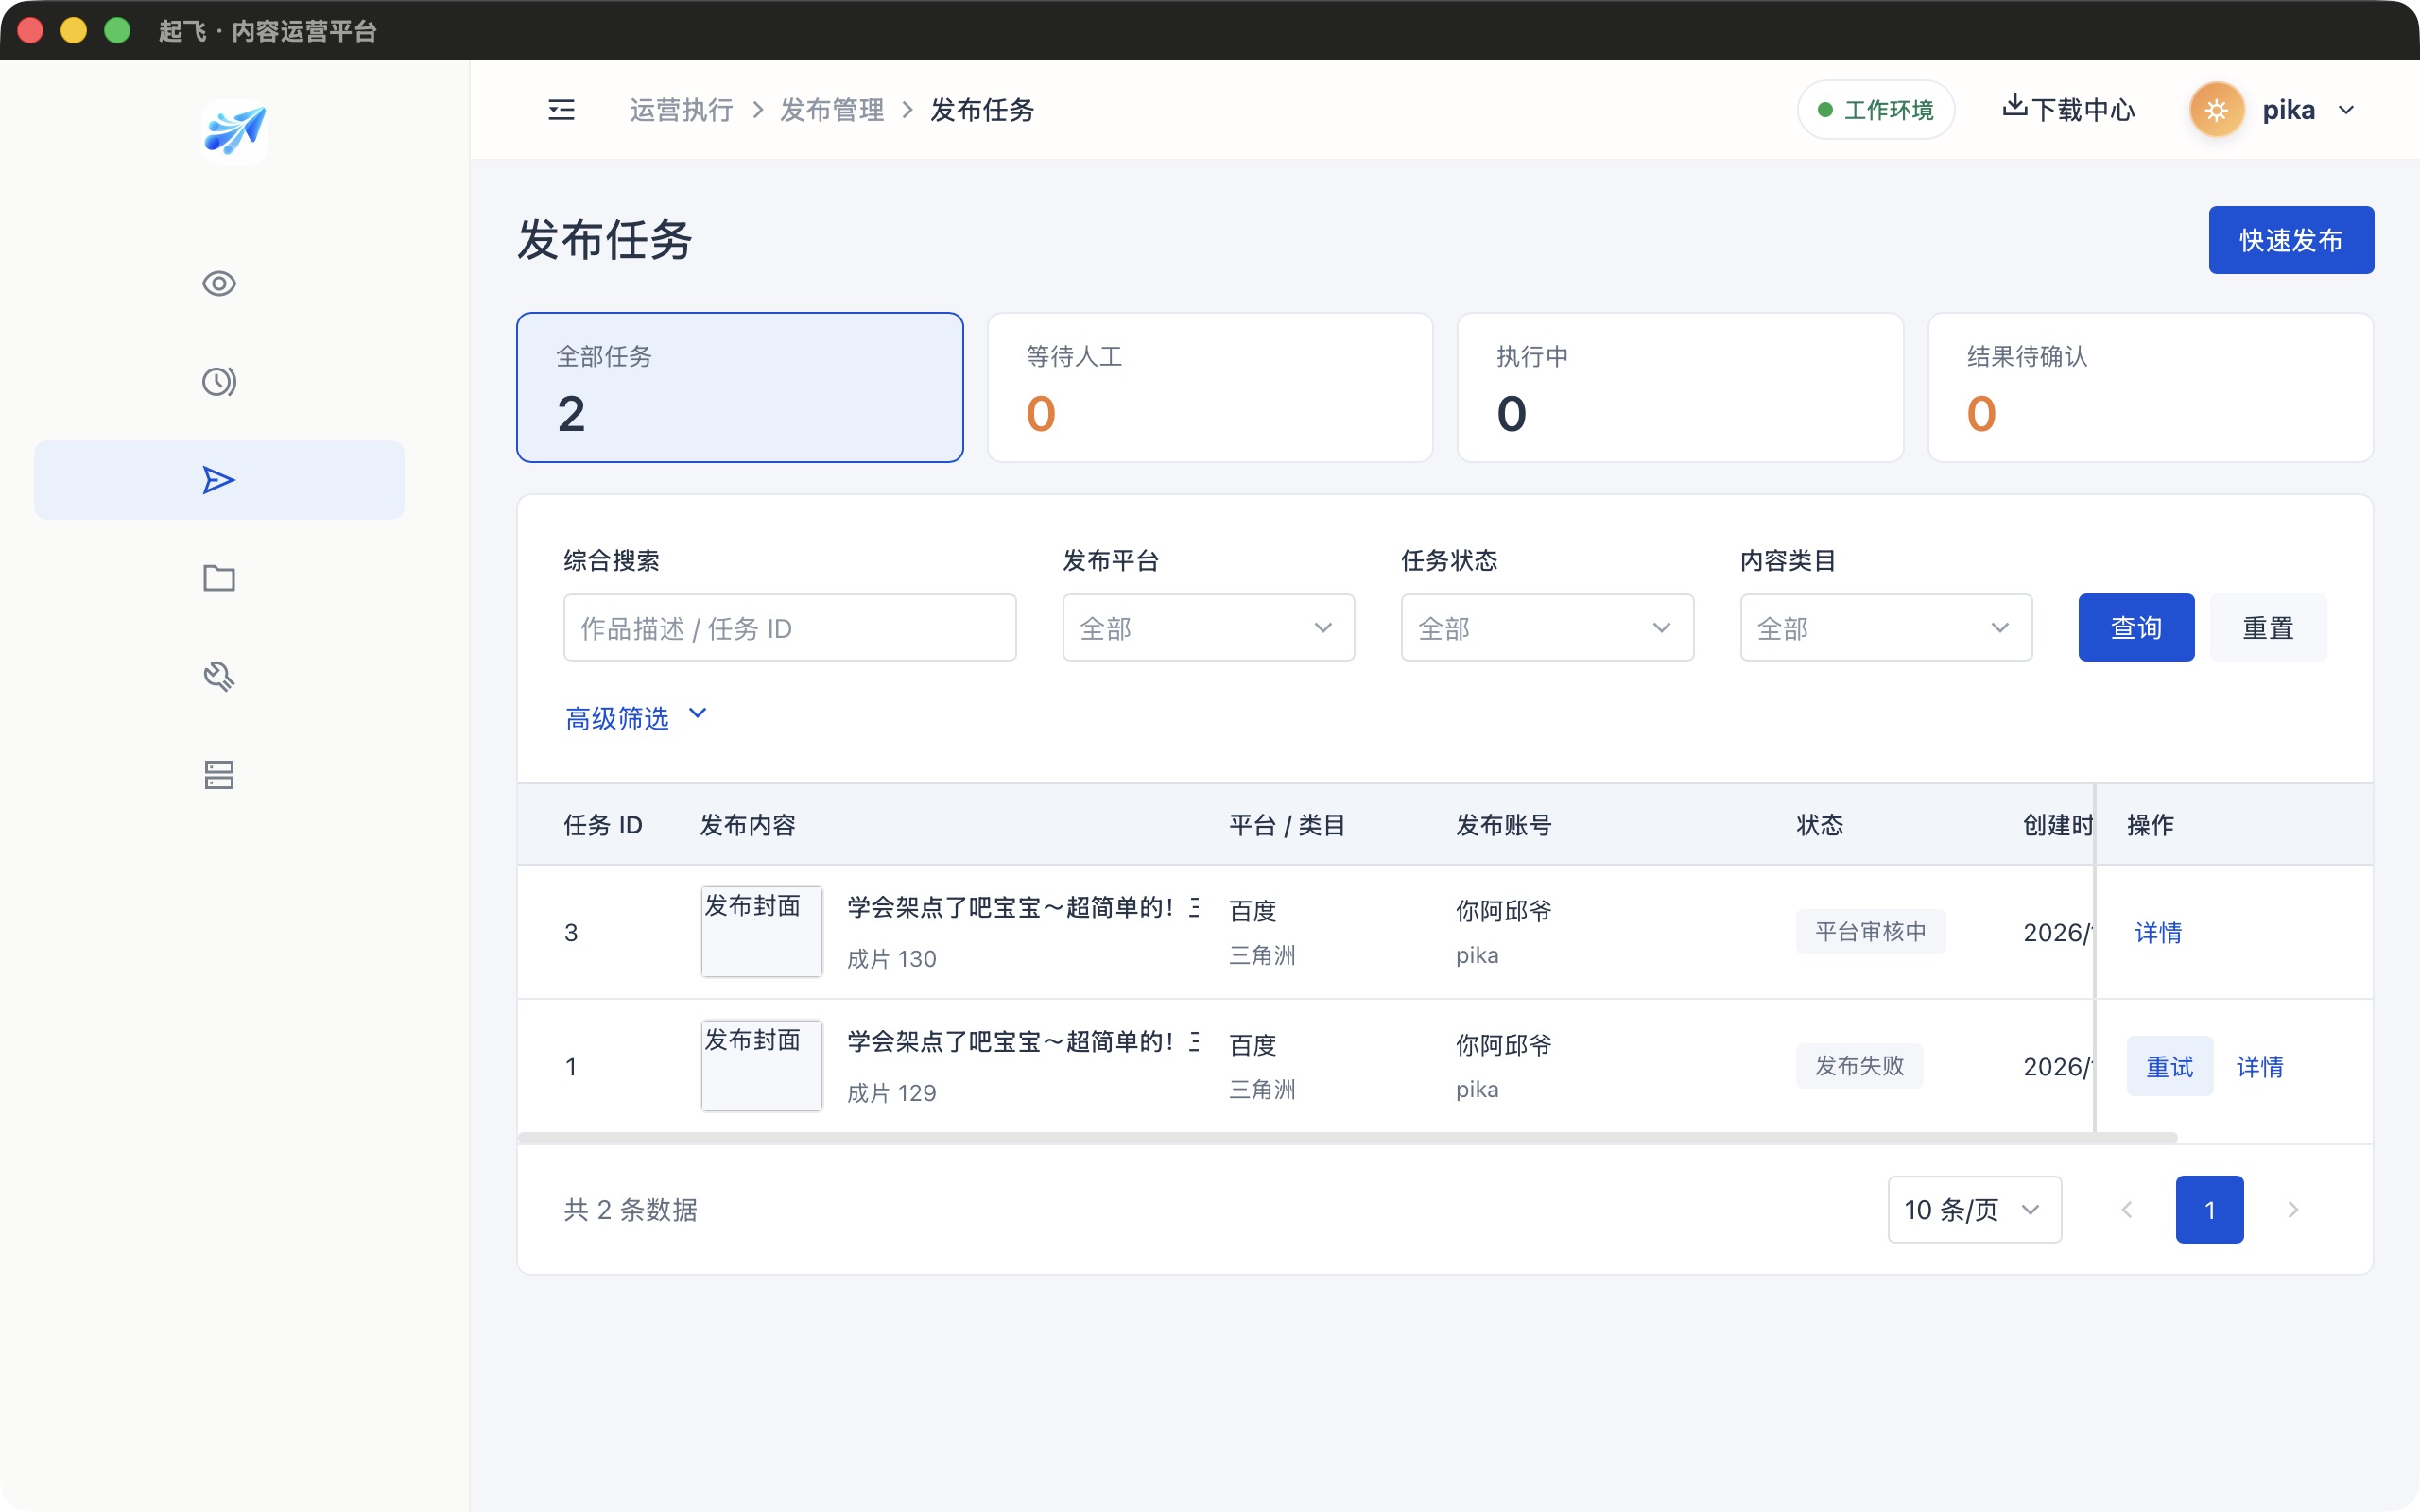 起飞 · 内容运营平台
运营执行 > 发布管理 > 发布任务
工作环境
下载中心
pika
发布任务
快速发布
全部任务
2
等待人工
0
执行中
0
结果待确认
0
综合搜索
作品描述 / 任务 ID
发布平台
全部
任务状态
全部
内容类目
全部
查询
重置
高级筛选
任务 ID
发布内容
平台 / 类目
发布账号
状态
创建时
操作
3
发布封面
学会架点了吧宝宝～超简单的！
成片 130
百度
三角洲
你阿邱爷
pika
平台审核中
2026/
详情
1
发布封面
学会架点了吧宝宝～超简单的！
成片 129
百度
三角洲
你阿邱爷
pika
发布失败
2026/
重试
详情
共 2 条数据
10 条/页
1